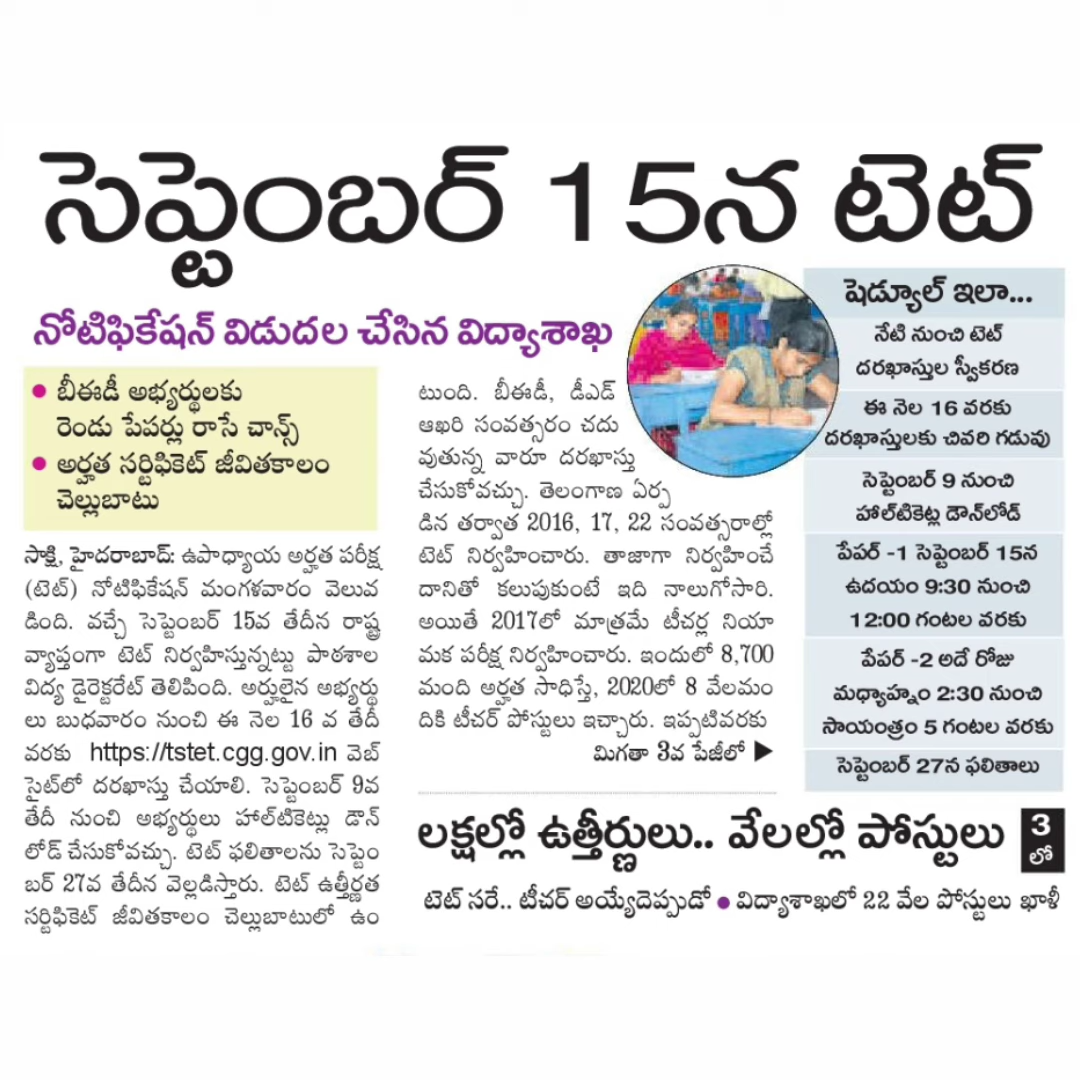 సెప్టెంబర్ 15న టెట్
నోటిఫికేషన్ విడుదల చేసిన విద్యాశాఖ
• బీఈడీ అభ్యర్థులకు
రెండు పేపర్లు రాసే చాన్స్
• అర్హత సర్టిఫికెట్ జీవితకాలం
చెల్లుబాటు
సాక్షి, హైదరాబాద్: ఉపాధ్యాయ అర్హత పరీక్ష
(టెట్) నోటిఫికేషన్ మంగళవారం వెలువ
డింది. వచ్చే సెప్టెంబర్ 15వ తేదీన రాష్ట్ర
వ్యాప్తంగా టెట్ నిర్వహిస్తున్నట్టు పాఠశాల
విద్య డైరెక్టరేట్ తెలిపింది. అర్హులైన అభ్యర్థు
లు బుధవారం నుంచి ఈ నెల 16 వ తేదీ
వరకు https://tstet.cgg.gov.in వెబ్
సైట్‌లో దరఖాస్తు చేయాలి. సెప్టెంబర్ 9వ
తేదీ నుంచి అభ్యర్థులు హాల్‌టికెట్లు డౌన్
లోడ్ చేసుకోవచ్చు. టెట్ ఫలితాలను సెప్టెం
బర్ 27వ తేదీన వెల్లడిస్తారు. టెట్ ఉత్తీర్ణత
సర్టిఫికెట్ జీవితకాలం చెల్లుబాటులో ఉం
టుంది. బీఈడీ, డీఎడ్
ఆఖరి సంవత్సరం చదు
వుతున్న వారూ దరఖాస్తు
చేసుకోవచ్చు. తెలంగాణ ఏర్ప
డిన తర్వాత 2016, 17, 22 సంవత్సరాల్లో
టెట్ నిర్వహించారు. తాజాగా నిర్వహించే
దానితో కలుపుకుంటే ఇది నాలుగోసారి.
అయితే 2017లో మాత్రమే టీచర్ల నియా
మక పరీక్ష నిర్వహించారు. ఇందులో 8,700
మంది అర్హత సాధిస్తే, 2020లో 8 వేలమం
దికి టీచర్ పోస్టులు ఇచ్చారు. ఇప్పటివరకు
మిగతా 3వ పేజీలో ▶
షెడ్యూల్ ఇలా...
నేటి నుంచి టెట్
దరఖాస్తుల స్వీకరణ
ఈ నెల 16 వరకు
దరఖాస్తులకు చివరి గడువు
సెప్టెంబర్ 9 నుంచి
హాల్‌టికెట్ల డౌన్‌లోడ్
పేపర్ -1 సెప్టెంబర్ 15న
ఉదయం 9:30 నుంచి
12:00 గంటల వరకు
పేపర్ -2 అదే రోజు
మధ్యాహ్నం 2:30 నుంచి
సాయంత్రం 5 గంటల వరకు
సెప్టెంబర్ 27న ఫలితాలు
లక్షల్లో ఉత్తీర్ణులు.. వేలల్లో పోస్టులు 3లో
టెట్ సరే.. టీచర్ అయ్యేదెప్పుడో • విద్యాశాఖలో 22 వేల పోస్టులు ఖాళీ